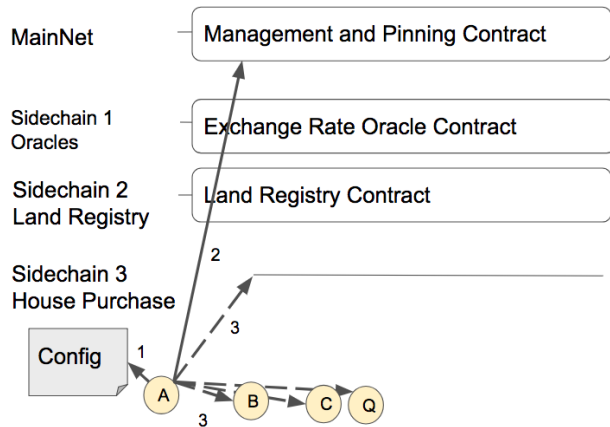 MainNet
Management and Pinning Contract
Sidechain 1
Oracles
Exchange Rate Oracle Contract
Sidechain 2
Land Registry
Land Registry Contract
2
Sidechain 3
House Purchase
3
Config
1
A
B
C
Q
3